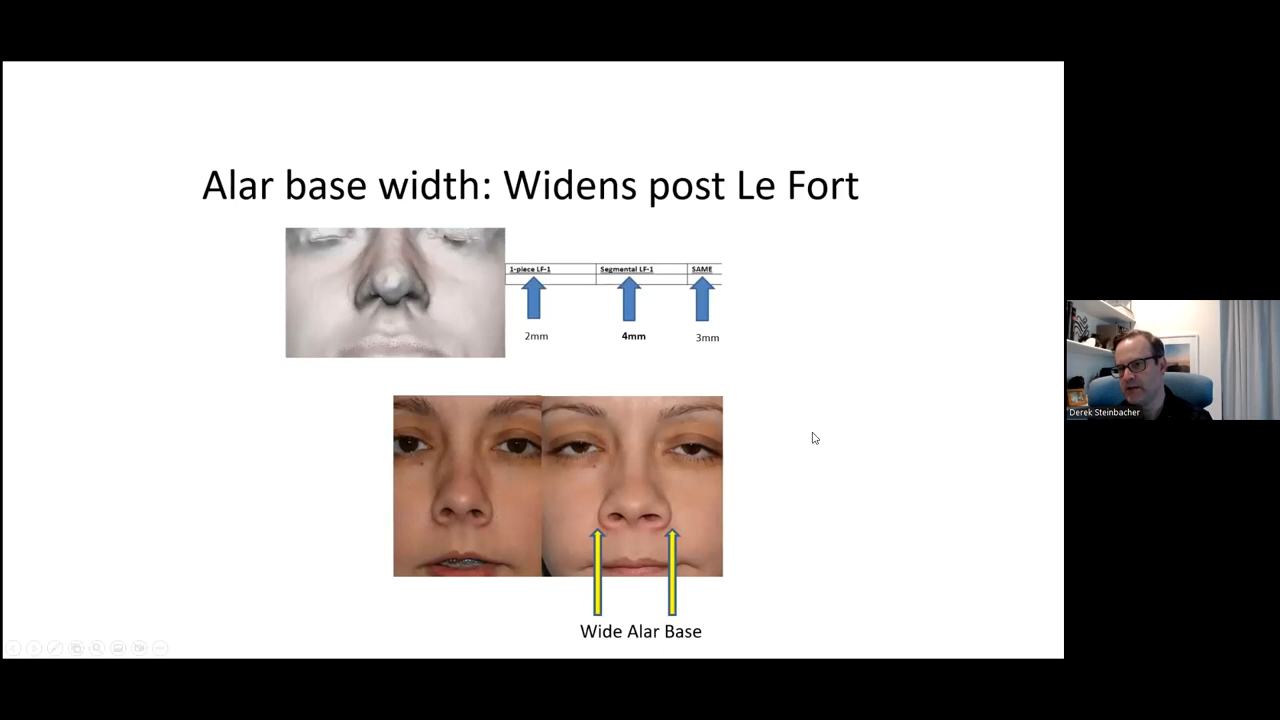 Alar base width: Widens post Le Fort
1-piece LF-1 Segmental LF-1 SAME
2mm 4mm 3mm
Wide Alar Base
Derek Steinbacher